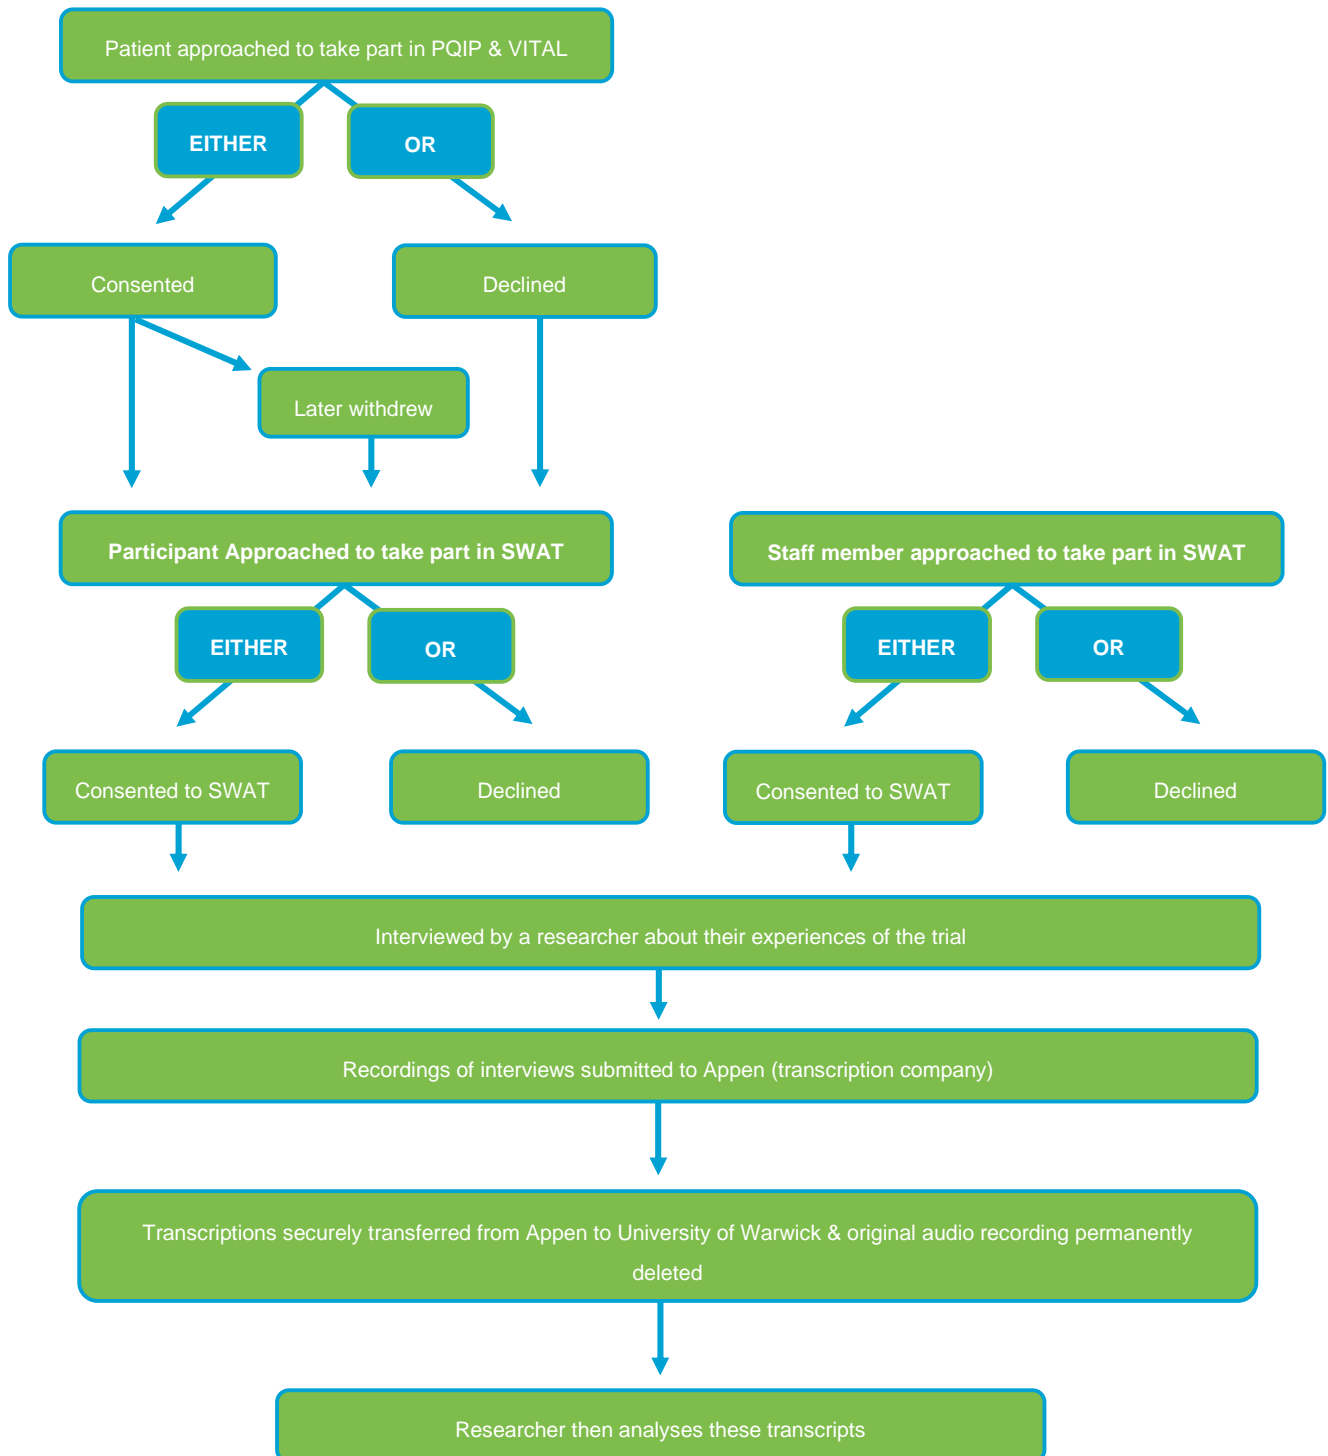 Patient approached to take part in PQIP & VITAL
EITHER
OR
Consented
Declined
Later withdrew
Participant Approached to take part in SWAT
Staff member approached to take part in SWAT
EITHER
OR
EITHER
OR
Consented to SWAT
Declined
Consented to SWAT
Declined
Interviewed by a researcher about their experiences of the trial
Recordings of interviews submitted to Appen (transcription company)
Transcriptions securely transferred from Appen to University of Warwick & original audio recording permanently
deleted
Researcher then analyses these transcripts